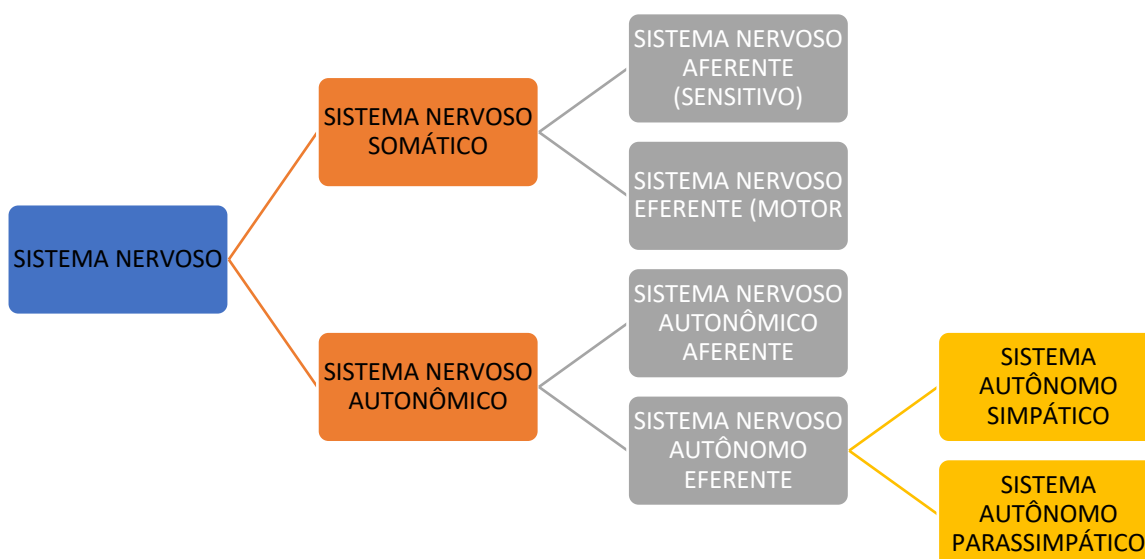 SISTEMA NERVOSO
SISTEMA NERVOSO
SOMÁTICO
SISTEMA NERVOSO
AFERENTE
(SENSITIVO)
SISTEMA NERVOSO
EFERENTE (MOTOR
SISTEMA NERVOSO
AUTONÔMICO
SISTEMA NERVOSO
AUTONÔMICO
AFERENTE
SISTEMA NERVOSO
AUTÔNOMO
EFERENTE
SISTEMA
AUTÔNOMO
SIMPÁTICO
SISTEMA
AUTÔNOMO
PARASSIMPÁTICO